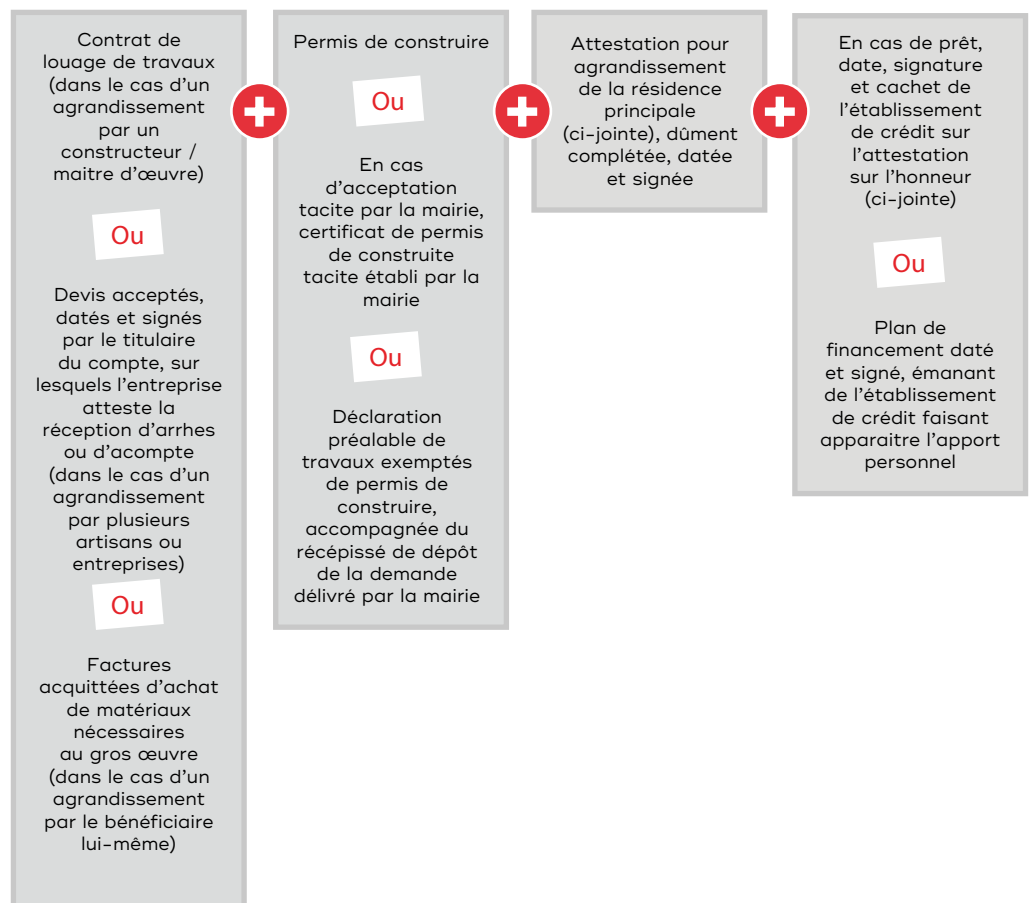 Contrat de
louage de travaux
(dans le cas d'un
agrandissement
par un
constructeur /
maitre d'œuvre)
Ou
Devis acceptés,
datés et signés
par le titulaire
du compte, sur
lesquels l'entreprise
atteste la
réception d'arrhes
ou d'acompte
(dans le cas d'un
agrandissement
par plusieurs
artisans ou
entreprises)
Ou
Factures
acquittées d'achat
de matériaux
nécessaires
au gros œuvre
(dans le cas d'un
agrandissement
par le bénéficiaire
lui-même)
Permis de construire
Ou
En cas
d'acceptation
tacite par la mairie,
certificat de permis
de construite
tacite établi par la
mairie
Ou
Déclaration
préalable de
travaux exemptés
de permis de
construire,
accompagnée du
récépissé de dépôt
de la demande
délivré par la mairie
Attestation pour
agrandissement
de la résidence
principale
(ci-jointe), dûment
complétée, datée
et signée
En cas de prêt,
date, signature
et cachet de
l'établissement
de crédit sur
l'attestation
sur l'honneur
(ci-jointe)
Ou
Plan de
financement daté
et signé, émanant
de l'établissement
de crédit faisant
apparaitre l'apport
personnel